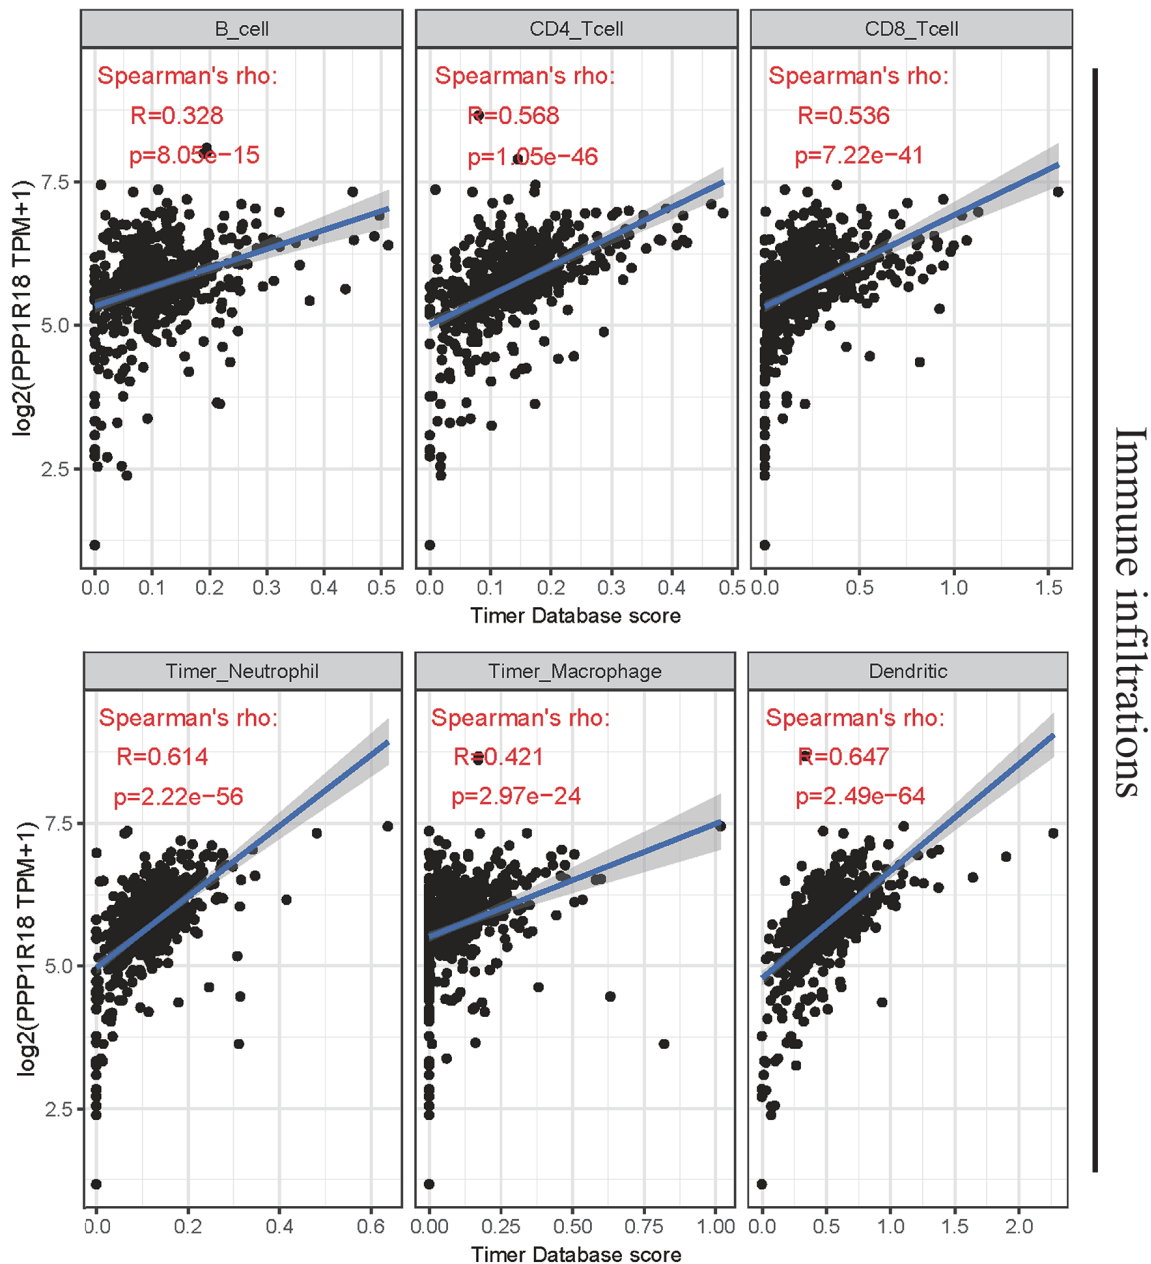 B_cell
CD4_Tcell
CD8_Tcell
Spearman's rho:
R=0.328
p=8.05e−15
Spearman's rho:
R=0.568
p=1.05e−46
Spearman's rho:
R=0.536
p=7.22e−41
log2(PPP1R18 TPM+1)
7.5
5.0
2.5
0.0 0.1 0.2 0.3 0.4 0.5
0.0 0.1 0.2 0.3 0.4 0.5
0.0 0.5 1.0 1.5
Timer Database score
Timer_Neutrophil
Timer_Macrophage
Dendritic
Spearman's rho:
R=0.614
p=2.22e−56
Spearman's rho:
R=0.421
p=2.97e−24
Spearman's rho:
R=0.647
p=2.49e−64
log2(PPP1R18 TPM+1)
7.5
5.0
2.5
0.0 0.2 0.4 0.6
0.00 0.25 0.50 0.75 1.00
0.0 0.5 1.0 1.5 2.0
Timer Database score
Immune infiltrations